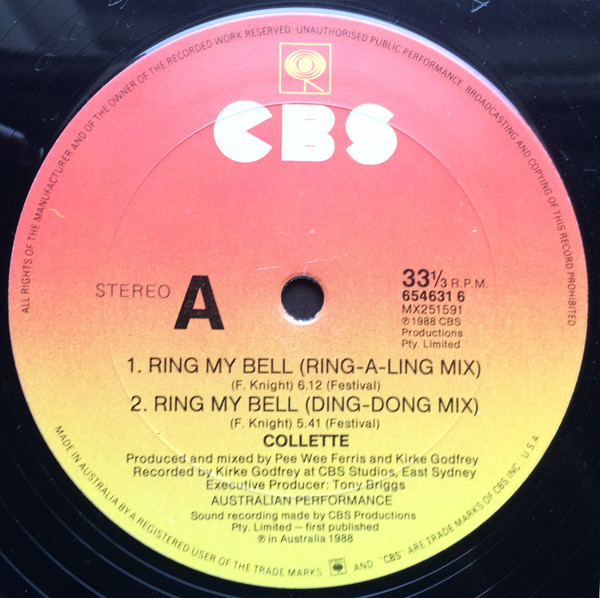 ALL RIGHTS OF THE MANUFACTURER AND OF THE OWNER OF THE RECORDED WORK RESERVED. UNAUTHORISED PUBLIC PERFORMANCE, BROADCASTING AND COPYING OF THIS RECORD PROHIBITED
CBS
STEREO A
33⅓ R.P.M.
654631 6
MX251591
℗ 1988 CBS
Productions
Pty. Limited
1. RING MY BELL (RING-A-LING MIX)
(F. Knight) 6.12 (Festival)
2. RING MY BELL (DING-DONG MIX)
(F. Knight) 5.41 (Festival)
COLLETTE
Produced and mixed by Pee Wee Ferris and Kirke Godfrey
Recorded by Kirke Godfrey at CBS Studios, East Sydney
Executive Producer: Tony Briggs
AUSTRALIAN PERFORMANCE
Sound recording made by CBS Productions
Pty. Limited – first published
℗ in Australia 1988
MADE IN AUSTRALIA BY A REGISTERED USER OF THE TRADE MARKS AND "CBS" ARE TRADE MARKS OF CBS INC., U.S.A.